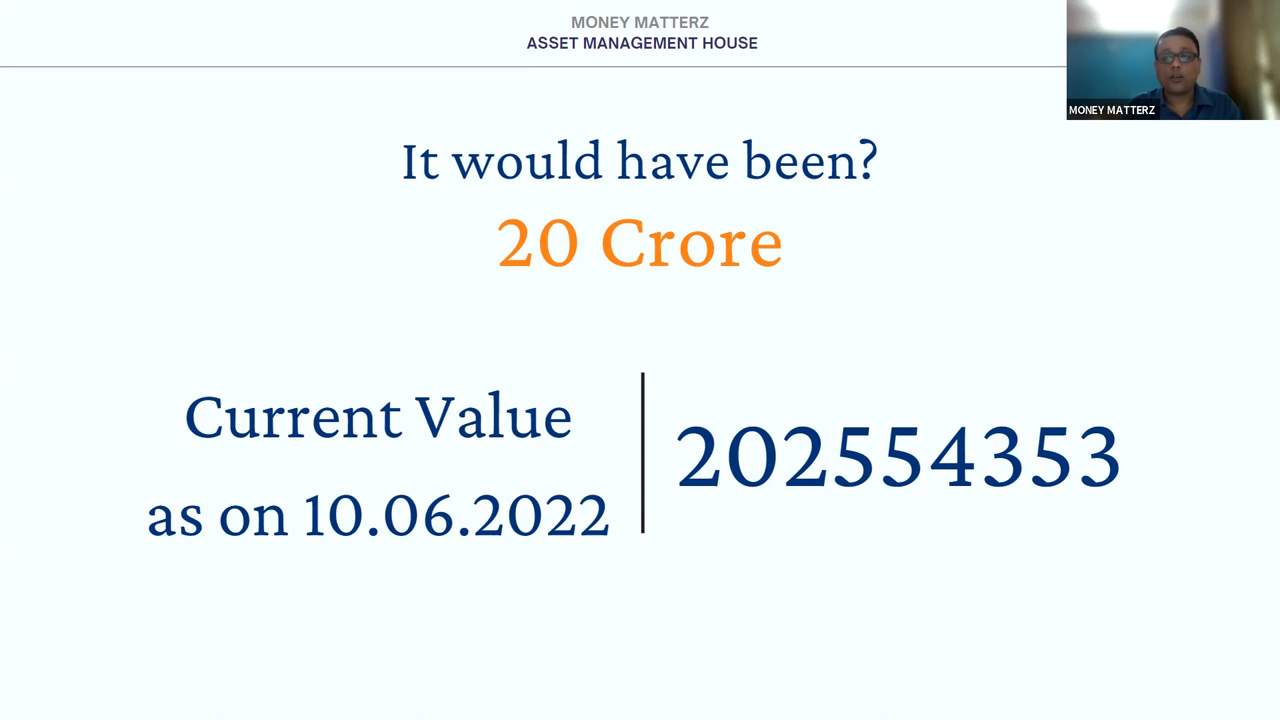 MONEY MATTERZ
ASSET MANAGEMENT HOUSE
MONEY MATTERZ
It would have been?
20 Crore
Current Value
as on 10.06.2022
202554353